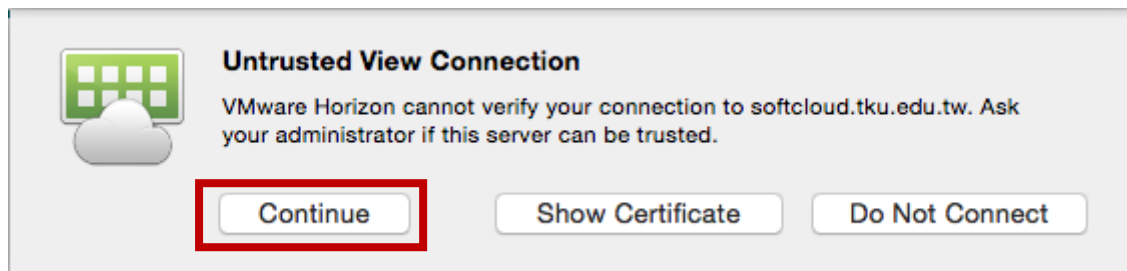 Untrusted View Connection
VMware Horizon cannot verify your connection to softcloud.tku.edu.tw. Ask
your administrator if this server can be trusted.
Continue
Show Certificate
Do Not Connect